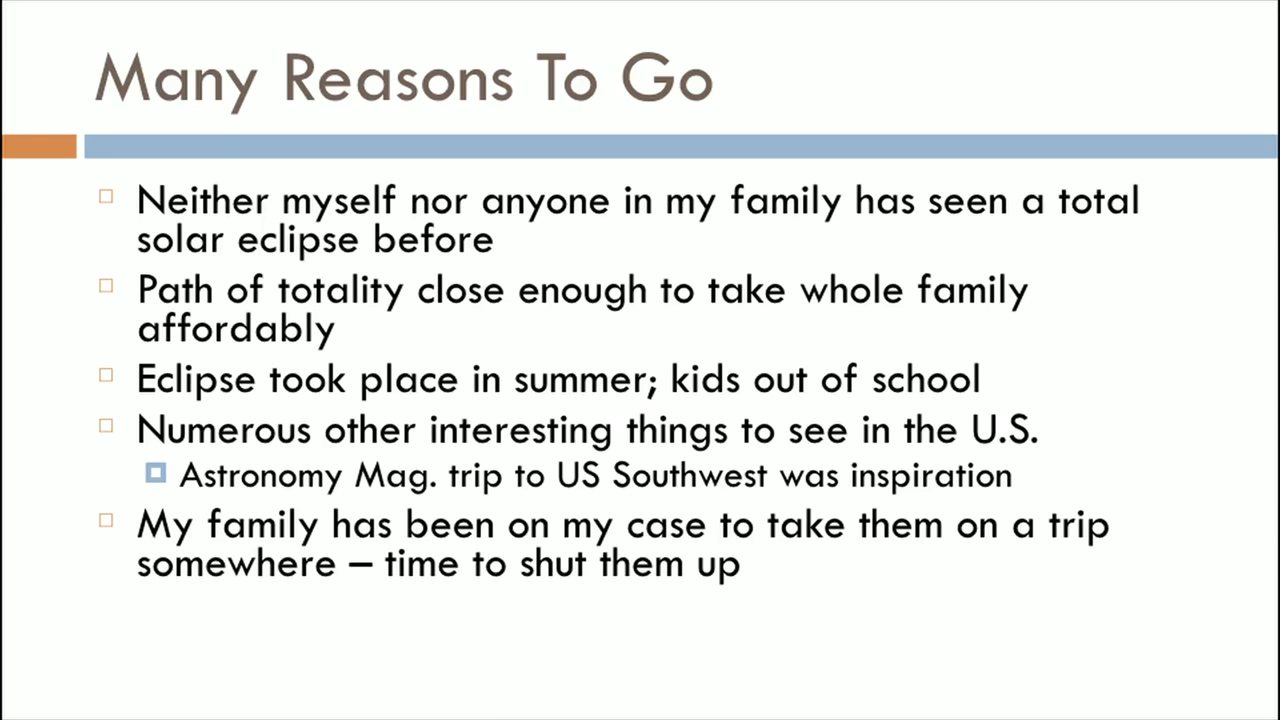 Many Reasons To Go
Neither myself nor anyone in my family has seen a total
solar eclipse before
Path of totality close enough to take whole family
affordably
Eclipse took place in summer; kids out of school
Numerous other interesting things to see in the U.S.
Astronomy Mag. trip to US Southwest was inspiration
My family has been on my case to take them on a trip
somewhere – time to shut them up